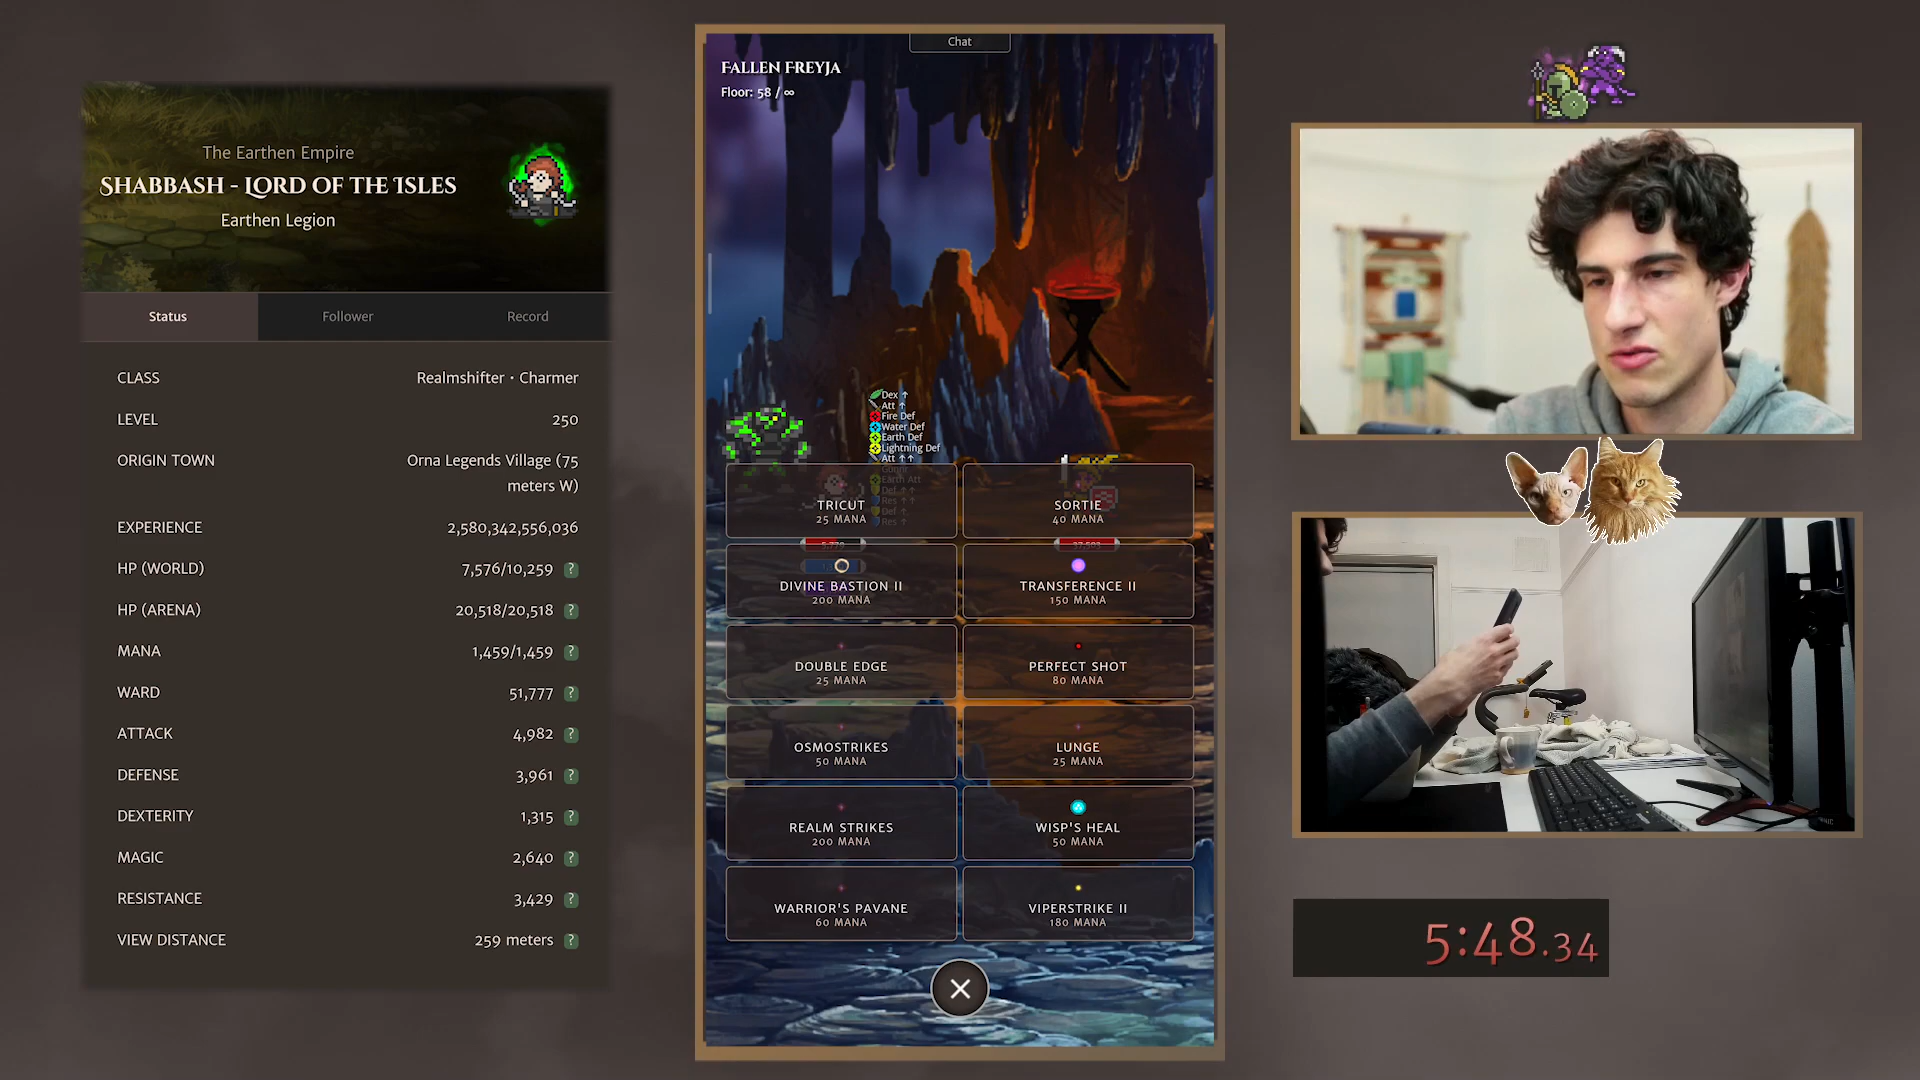 The Earthen Empire
SHABBASH - LORD OF THE ISLES
Earthen Legion
Status
Follower
Record
CLASS
Realmshifter · Charmer
LEVEL
250
ORIGIN TOWN
Orna Legends Village (75
meters W)
EXPERIENCE
2,580,342,556,036
HP (WORLD)
7,576/10,259 ?
HP (ARENA)
20,518/20,518 ?
MANA
1,459/1,459 ?
WARD
51,777 ?
ATTACK
4,982 ?
DEFENSE
3,961 ?
DEXTERITY
1,315 ?
MAGIC
2,640 ?
RESISTANCE
3,429 ?
VIEW DISTANCE
259 meters ?
Chat
FALLEN FREYJA
Floor: 58 / ∞
Dex ↑
Att ↑
Fire Def
Water Def
Earth Def
Lightning Def
Att ↑↑
Earth Att
Def ↑↑
Res ↑↑
Def ↑
Res ↑
TRICUT
25 MANA
SORTIE
40 MANA
DIVINE BASTION II
200 MANA
TRANSFERENCE II
150 MANA
DOUBLE EDGE
25 MANA
PERFECT SHOT
80 MANA
OSMOSTRIKES
50 MANA
LUNGE
25 MANA
REALM STRIKES
200 MANA
WISP'S HEAL
50 MANA
WARRIOR'S PAVANE
60 MANA
VIPERSTRIKE II
180 MANA
5:48.34